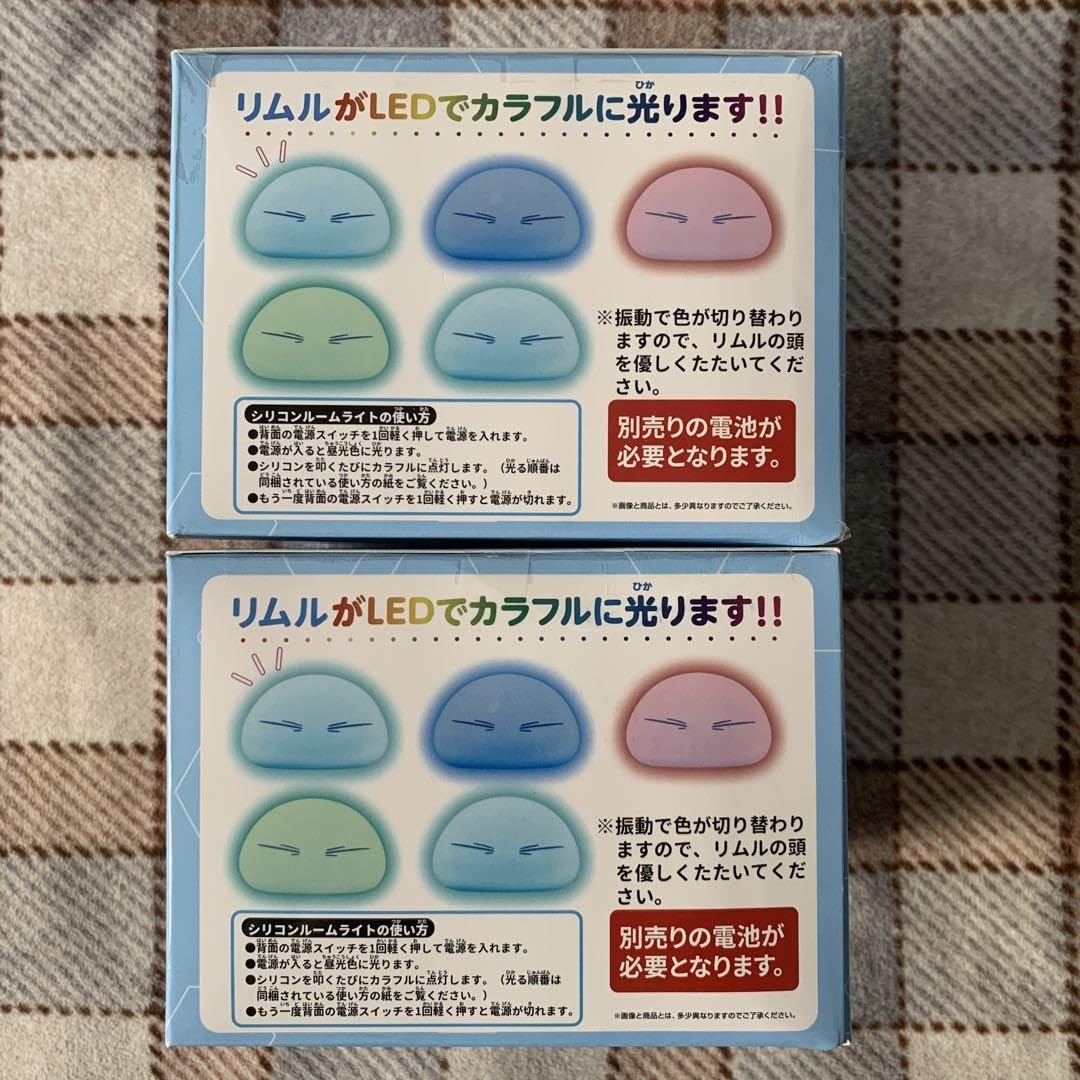 リムルがLEDでカラフルに光ります!!
※振動で色が切り替わり
ますので、リムルの頭
を優しくたたいてくだ
さい。
シリコンルームライトの使い方
●背面の電源スイッチを1回軽く押して電源を入れます。
●電源が入ると昼光色に光ります。
●シリコンを叩くたびにカラフルに点灯します。（光る順番は
同梱されている使い方の紙をご覧ください。）
●もう一度背面の電源スイッチを1回軽く押すと電源が切れます。
別売りの電池が
必要となります。
※画像と商品とは、多少異なりますのでご了承ください。
リムルがLEDでカラフルに光ります!!
※振動で色が切り替わり
ますので、リムルの頭
を優しくたたいてくだ
さい。
シリコンルームライトの使い方
●背面の電源スイッチを1回軽く押して電源を入れます。
●電源が入ると昼光色に光ります。
●シリコンを叩くたびにカラフルに点灯します。（光る順番は
同梱されている使い方の紙をご覧ください。）
●もう一度背面の電源スイッチを1回軽く押すと電源が切れます。
別売りの電池が
必要となります。
※画像と商品とは、多少異なりますのでご了承ください。